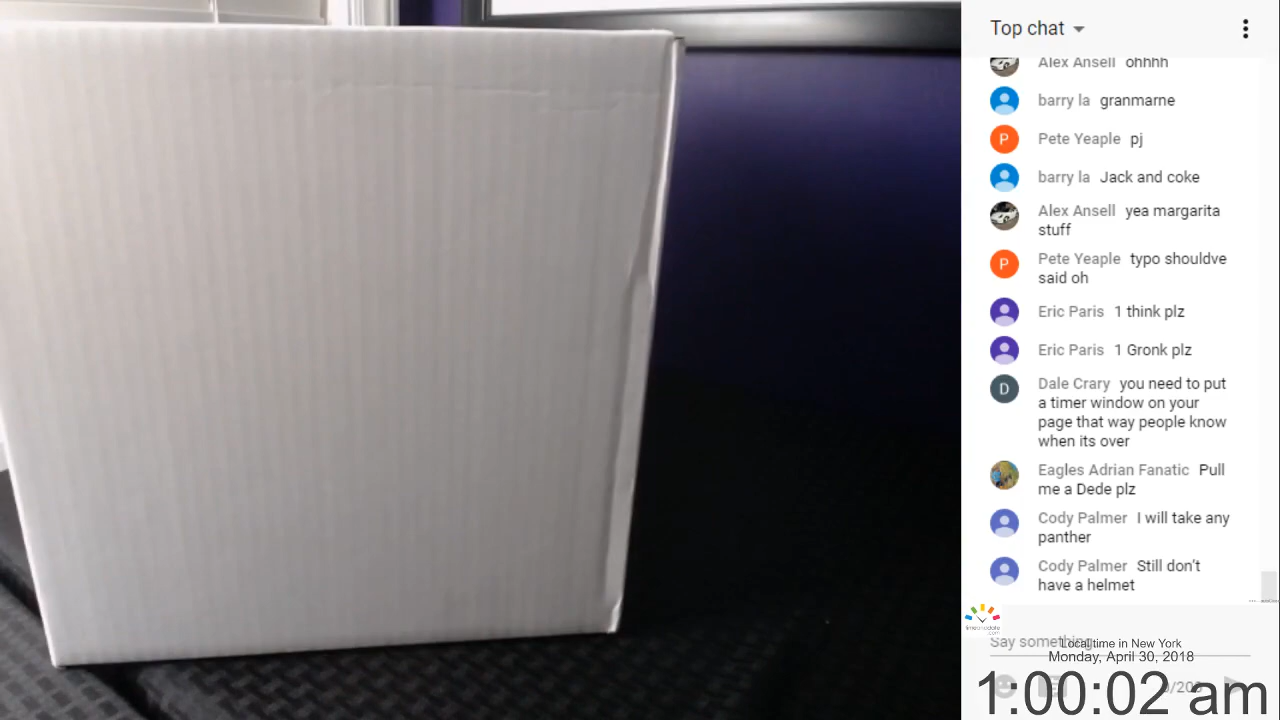 Top chat
Alex Ansell ohhhh
barry la granmarne
P
Pete Yeaple pj
barry la Jack and coke
Alex Ansell yea margarita
stuff
P
Pete Yeaple typo shouldve
said oh
Eric Paris 1 think plz
Eric Paris 1 Gronk plz
D
Dale Crary you need to put
a timer window on your
page that way people know
when its over
Eagles Adrian Fanatic Pull
me a Dede plz
Cody Palmer I will take any
panther
Cody Palmer Still don't
have a helmet
Say something...
Local time in New York
Monday, April 30, 2018
1:00:02 am